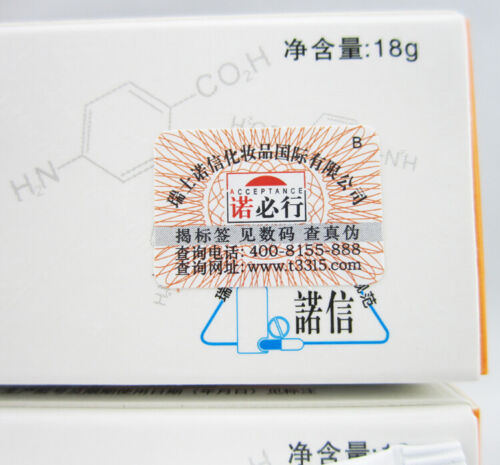 净含量:18g
CO₂H
H₂N
B
瑞士诺信化妆品国际有限公司
ACCEPTANCE
诺必行
揭标签 见数码 查真伪
查询电话:400-8155-888
查询网址:www.t3315.com
諾信
范
净含量:1